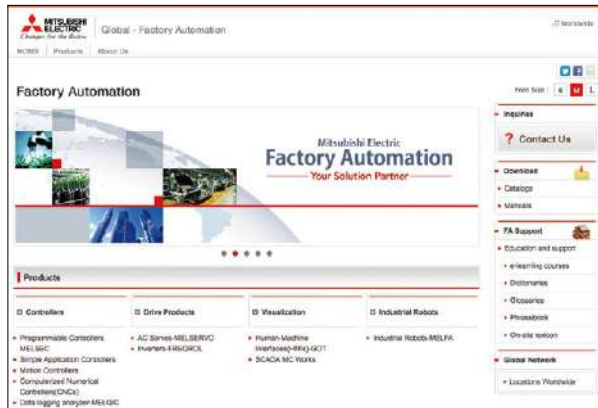 MITSUBISHI
ELECTRIC
Changes for the Better
Global - Factory Automation
Worldwide
HOME
Products
About Us
Factory Automation
Font Size : S M L
Mitsubishi Electric
Factory Automation
Your Solution Partner
Inquiries
? Contact Us
Download
Catalogs
Manuals
FA Support
Education and support
e-learning courses
Dictionaries
Glossaries
Phrasebook
On-site lexicon
Global Network
Locations Worldwide
Products
Controllers
Programmable Controllers
MELSEC
Simple Application Controllers
Motion Controllers
Computerized Numerical
Controllers(CNCs)
Data logging analyzer-MELQIC
Drive Products
AC Servos-MELSERVO
Inverters-FREQROL
Visualization
Human-Machine
Interfaces(HMIs)-GOT
SCADA MC Works
Industrial Robots
Industrial Robots-MELFA